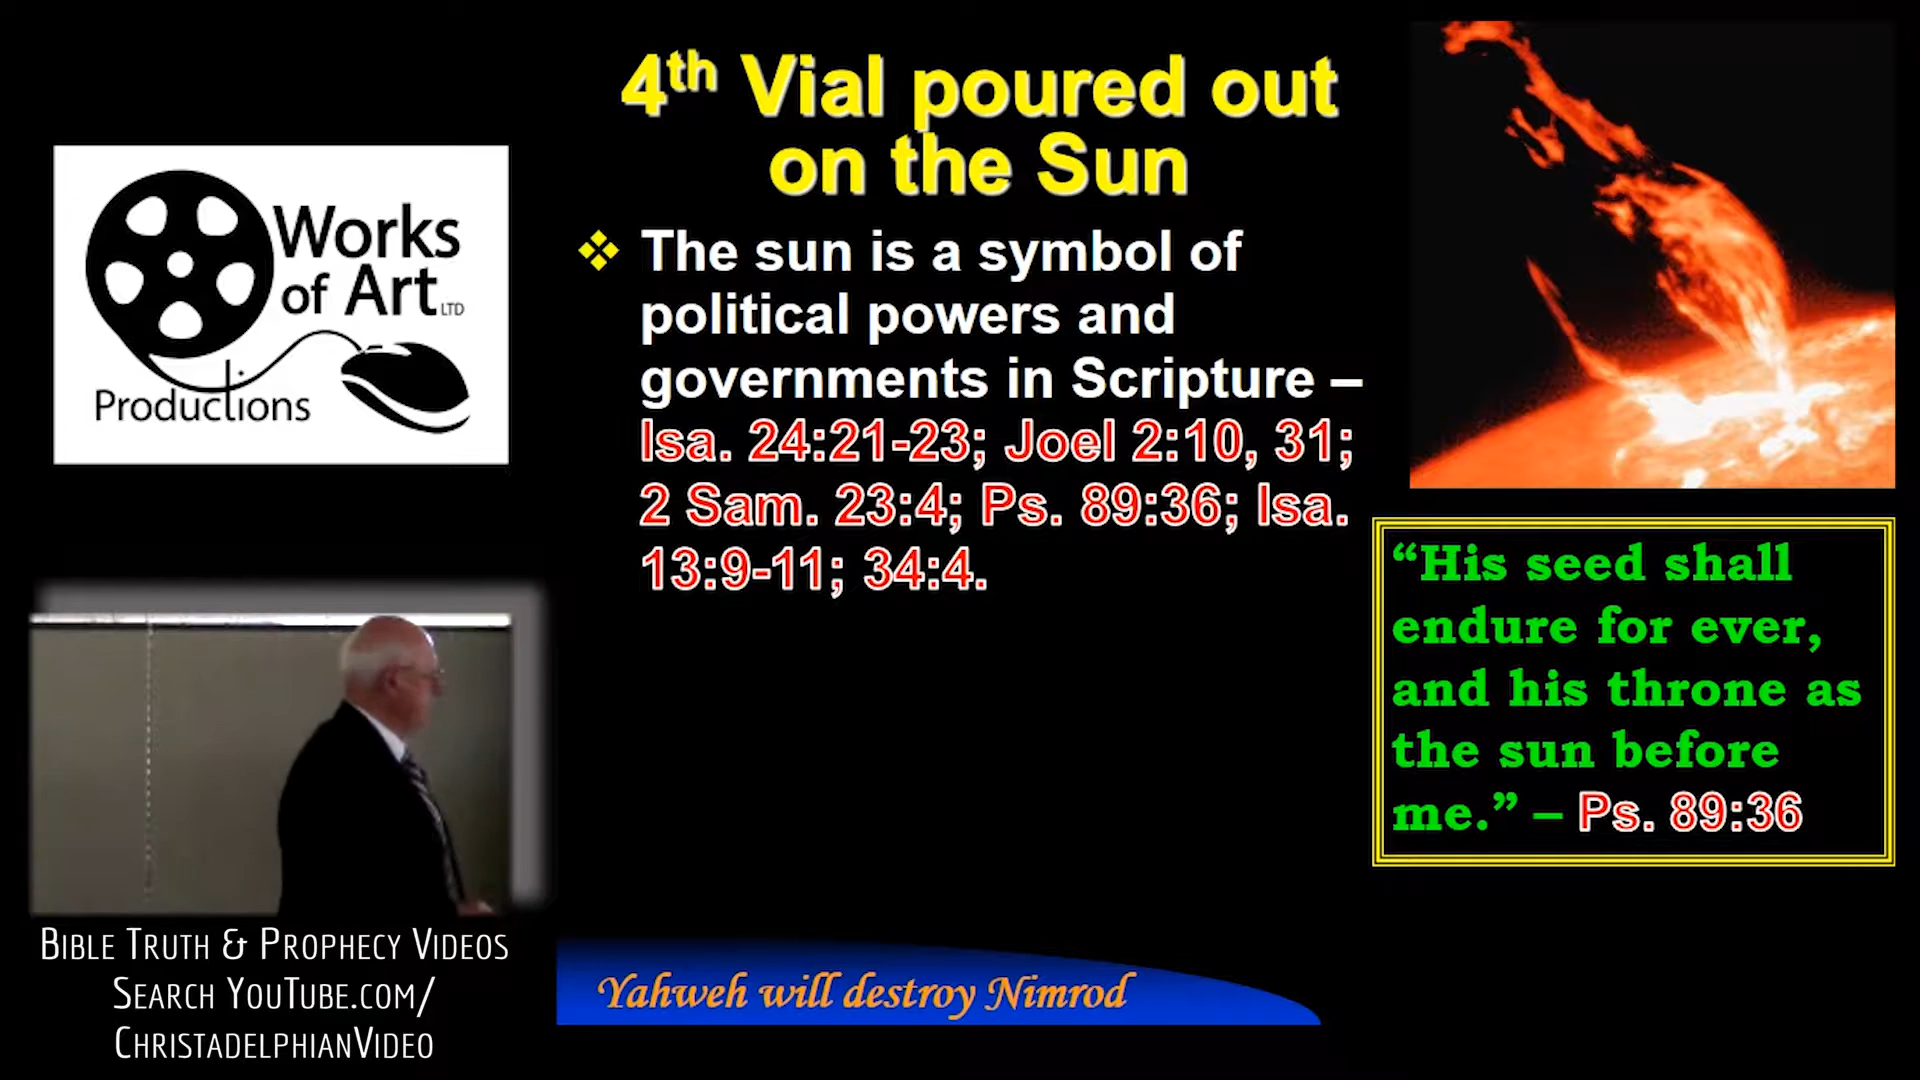 4th Vial poured out
on the Sun
❖ The sun is a symbol of
political powers and
governments in Scripture –
Isa. 24:21-23; Joel 2:10, 31;
2 Sam. 23:4; Ps. 89:36; Isa.
13:9-11; 34:4.
“His seed shall
endure for ever,
and his throne as
the sun before
me.” – Ps. 89:36
Yahweh will destroy Nimrod
Works
of Art LTD
Productions
Bible Truth & Prophecy Videos
Search YouTube.com/
ChristadelphianVideo